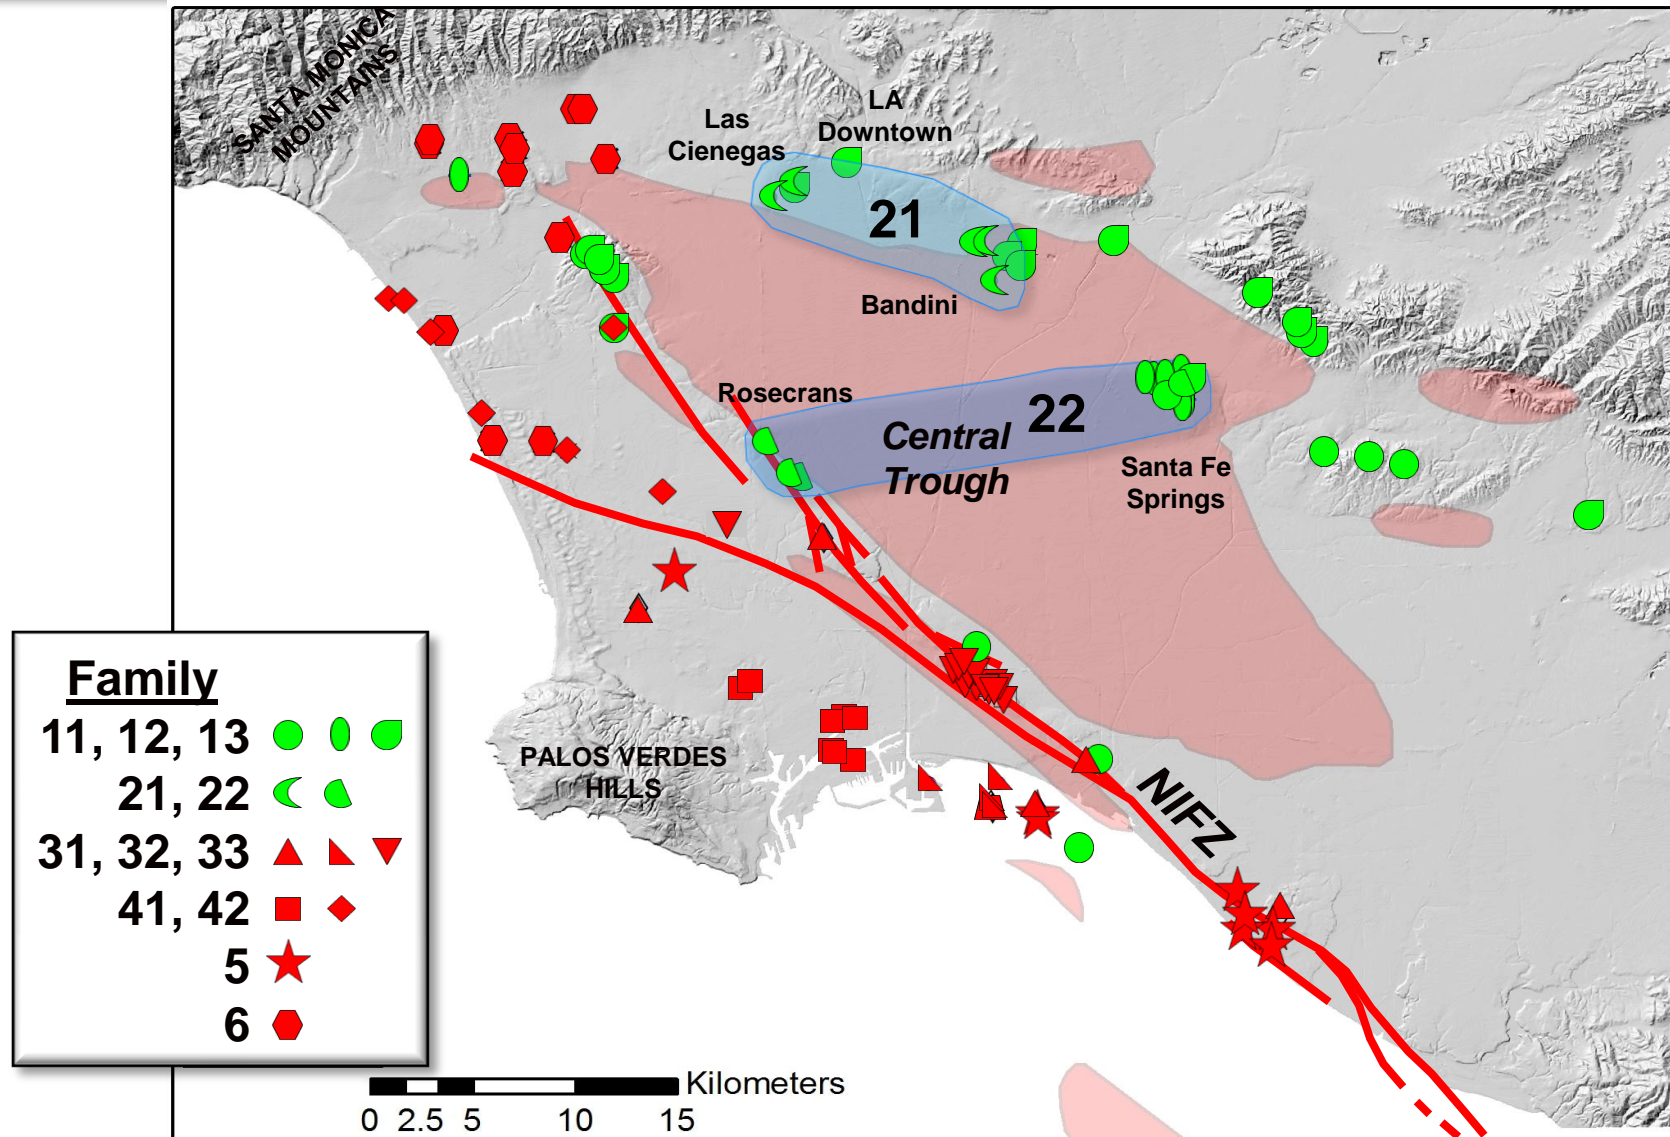 SANTA MONICA
MOUNTAINS
Las
Cienegas
LA
Downtown
21
Bandini
Rosecrans
22
Central
Trough
Santa Fe
Springs
PALOS VERDES
HILLS
NIFZ
Family
11, 12, 13
21, 22
31, 32, 33
41, 42
5
6
Kilometers
0 2.5 5 10 15